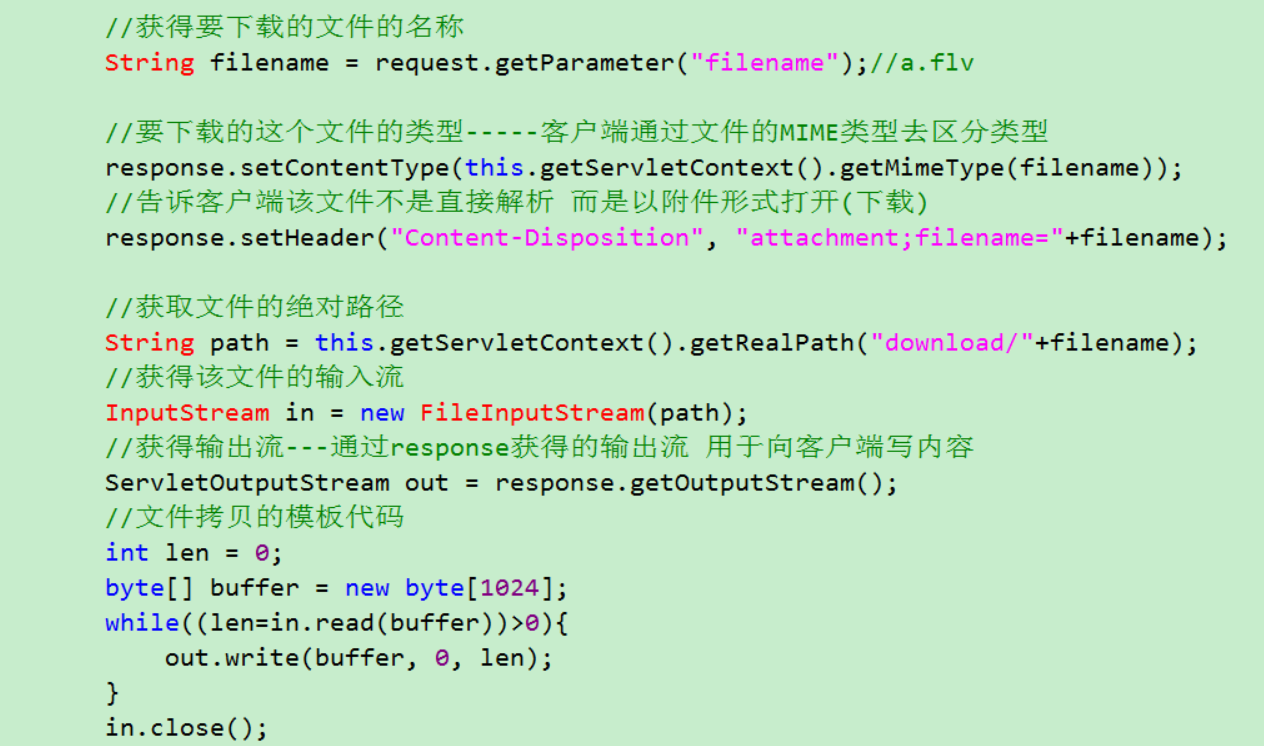 //获得要下载的文件的名称
String filename = request.getParameter("filename");//a.flv
//要下载的这个文件的类型-----客户端通过文件的MIME类型去区分类型
response.setContentType(this.getServletContext().getMimeType(filename));
//告诉客户端该文件不是直接解析 而是以附件形式打开(下载)
response.setHeader("Content-Disposition", "attachment;filename="+filename);
//获取文件的绝对路径
String path = this.getServletContext().getRealPath("download/"+filename);
//获得该文件的输入流
InputStream in = new FileInputStream(path);
//获得输出流---通过response获得的输出流 用于向客户端写内容
ServletOutputStream out = response.getOutputStream();
//文件拷贝的模板代码
int len = 0;
byte[] buffer = new byte[1024];
while((len=in.read(buffer))>0){
    out.write(buffer, 0, len);
}
in.close();